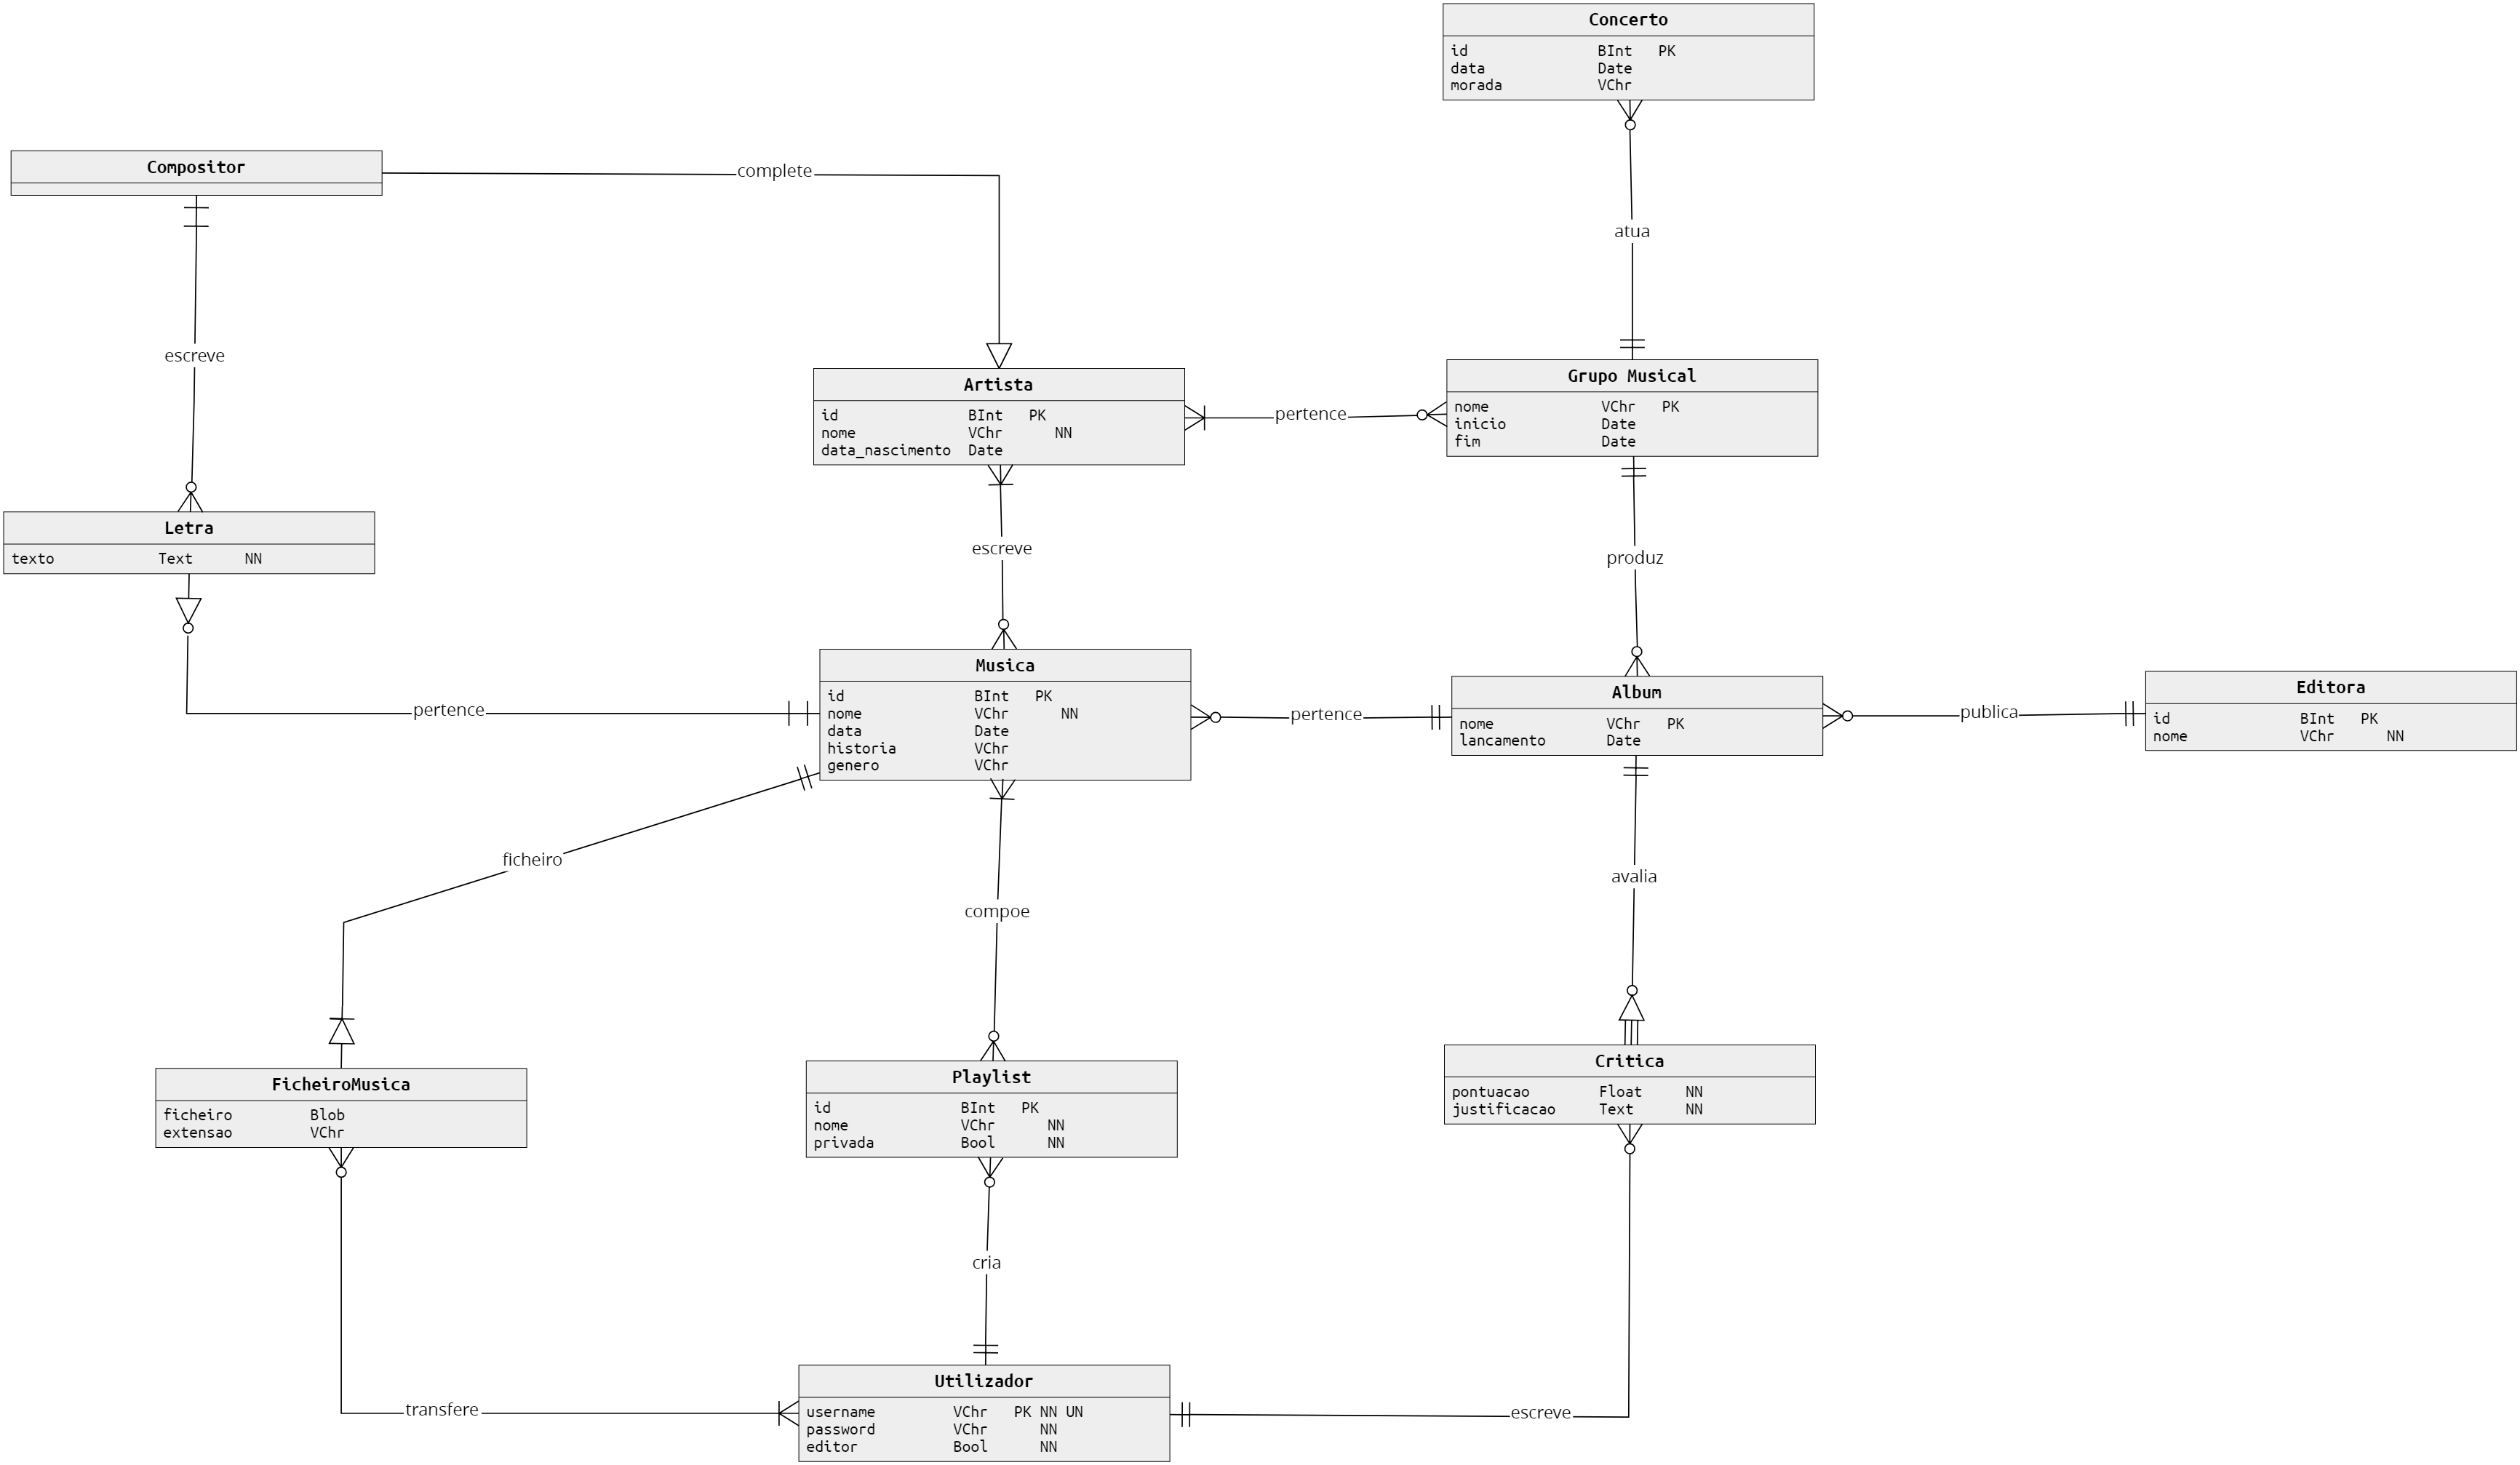 Concerto
id BInt PK
data Date
morada VChr
Compositor
complete
atua
escreve
Artista
id BInt PK
nome VChr NN
data_nascimento Date
pertence
Grupo Musical
nome VChr PK
inicio Date
fim Date
Letra
texto Text NN
escreve
produz
pertence
Musica
id BInt PK
nome VChr NN
data Date
historia VChr
genero VChr
pertence
Album
nome VChr PK
lancamento Date
publica
Editora
id BInt PK
nome VChr NN
ficheiro
compoe
avalia
FicheiroMusica
ficheiro Blob
extensao VChr
Playlist
id BInt PK
nome VChr NN
privada Bool NN
Critica
pontuacao Float NN
justificacao Text NN
cria
transfere
Utilizador
username VChr PK NN UN
password VChr NN
editor Bool NN
escreve